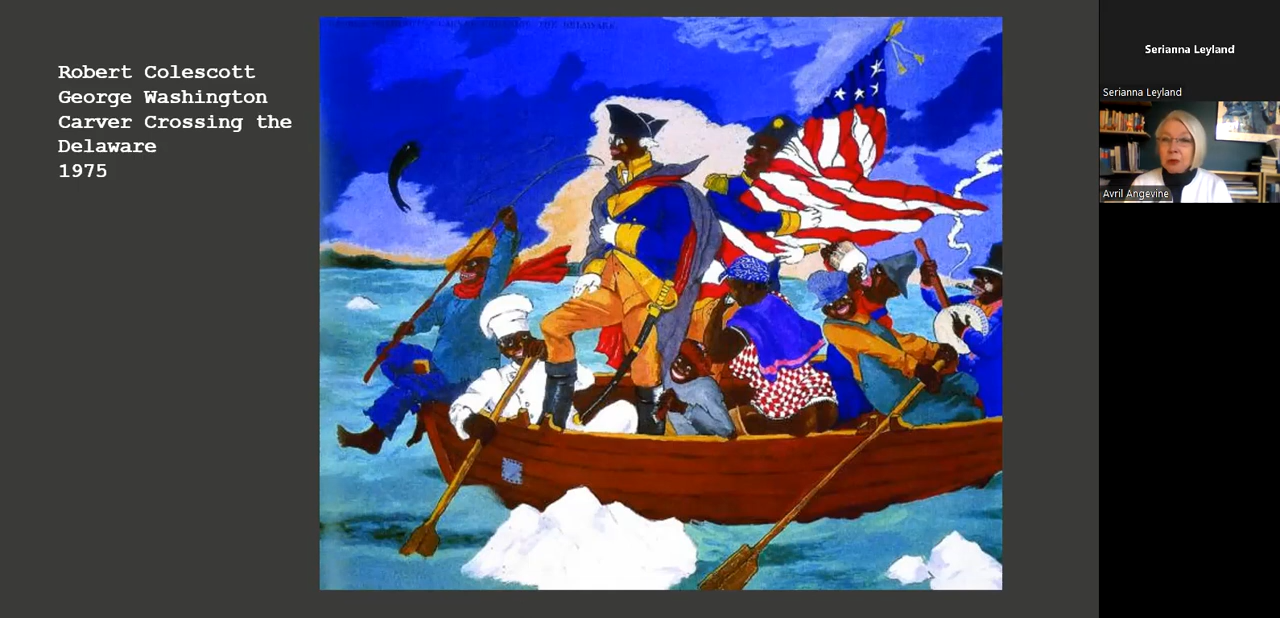 Robert Colescott
George Washington
Carver Crossing the
Delaware
1975
Serianna Leyland
Serianna Leyland
Avril Angevine